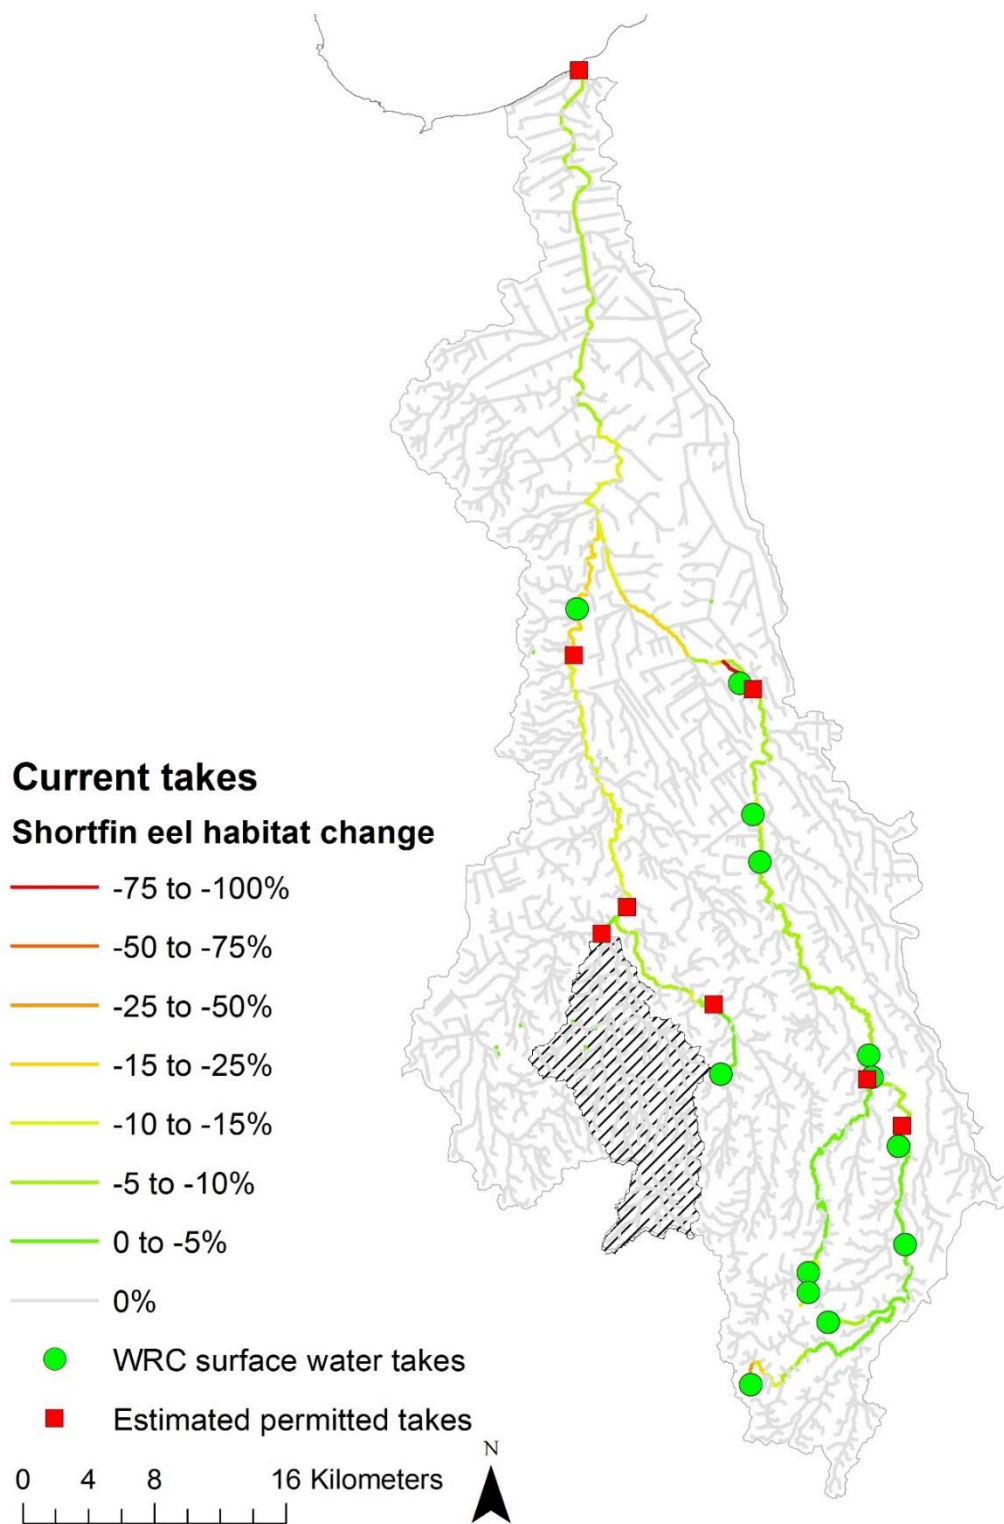 Current takes
Shortfin eel habitat change
-75 to -100%
-50 to -75%
-25 to -50%
-15 to -25%
-10 to -15%
-5 to -10%
0 to -5%
0%
WRC surface water takes
Estimated permitted takes
N
0 4 8 16 Kilometers